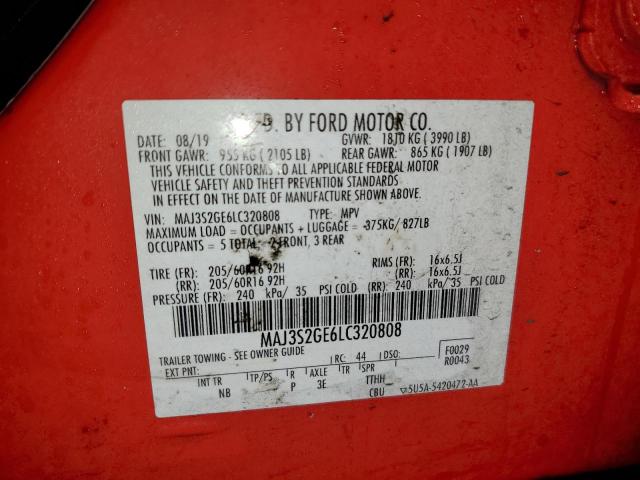 BY FORD MOTOR CO.
DATE: 08/19 GVWR: 1810 KG ( 3990 LB)
FRONT GAWR: 955 KG ( 2105 LB) REAR GAWR: 865 KG ( 1907 LB)
THIS VEHICLE CONFORMS TO ALL APPLICABLE FEDERAL MOTOR
VEHICLE SAFETY AND THEFT PREVENTION STANDARDS
IN EFFECT ON THE DATE OF MANUFACTURE SHOWN ABOVE.
VIN: MAJ3S2GE6LC320808 TYPE: MPV
MAXIMUM LOAD = OCCUPANTS + LUGGAGE = 375KG/ 827LB
OCCUPANTS = 5 TOTAL: 2 FRONT, 3 REAR
TIRE (FR): 205/60R16 92H RIMS (FR): 16x6.5J
(RR): 205/60R16 92H (RR): 16x6.5J
PRESSURE (FR): 240 kPa/ 35 PSI COLD (RR): 240 kPa/ 35 PSI COLD
MAJ3S2GE6LC320808
TRAILER TOWING - SEE OWNER GUIDE RC: 44 DSO: F0029
EXT PNT: R0043
INT TR TP/PS R AXLE TR SPR
NB P 3E TTHH
CBU 5U5A-5420472-AA